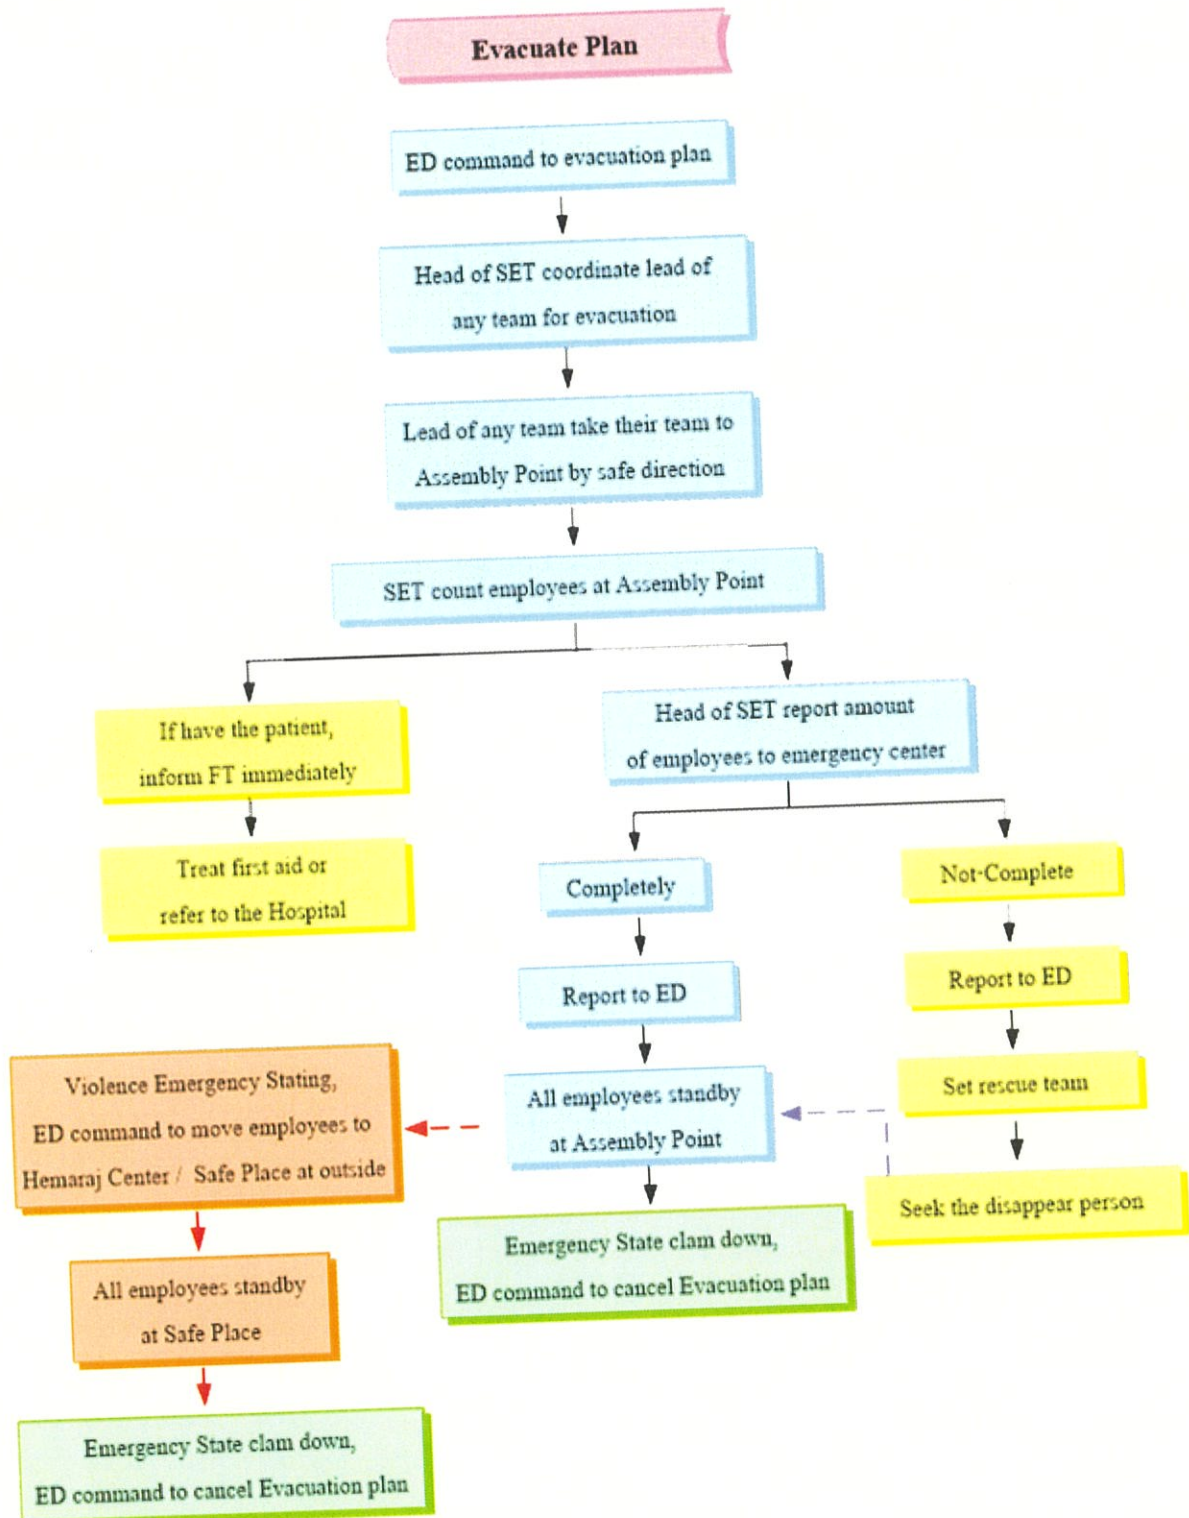 Evacuate Plan
ED command to evacuation plan
Head of SET coordinate lead of
any team for evacuation
Lead of any team take their team to
Assembly Point by safe direction
SET count employees at Assembly Point
If have the patient,
inform FT immediately
Treat first aid or
refer to the Hospital
Head of SET report amount
of employees to emergency center
Completely
Report to ED
All employees standby
at Assembly Point
Emergency State clam down,
ED command to cancel Evacuation plan
Not-Complete
Report to ED
Set rescue team
Seek the disappear person
Violence Emergency Stating,
ED command to move employees to
Hemaraj Center / Safe Place at outside
All employees standby
at Safe Place
Emergency State clam down,
ED command to cancel Evacuation plan